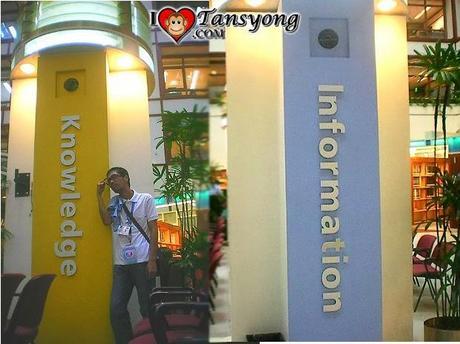 I Tansyong
.COM
Knowledge
Information